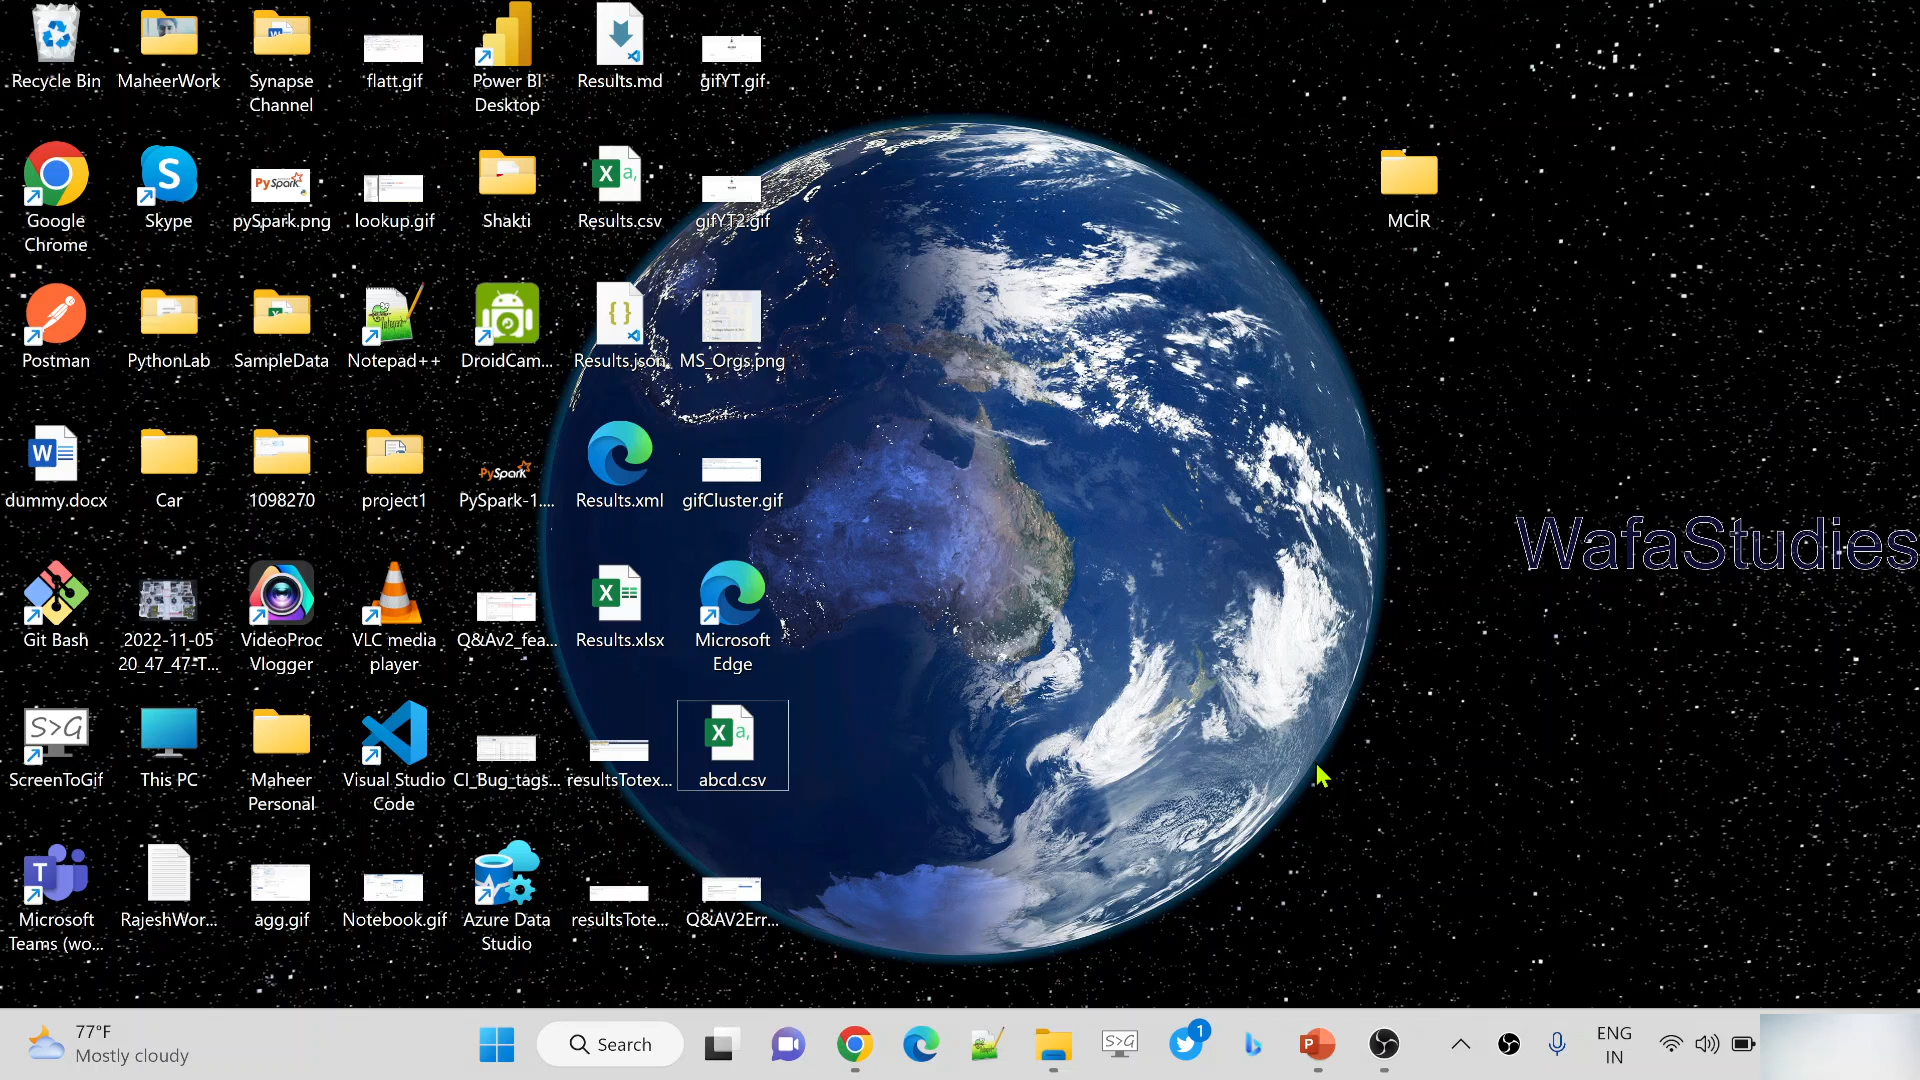 Recycle Bin
MaheerWork
Synapse
Channel
flatt.gif
Power BI
Desktop
Results.md
gifYT.gif
Google
Chrome
Skype
PySpark
pySpark.png
lookup.gif
Shakti
Results.csv
gifYT2.gif
MCIR
Postman
PythonLab
SampleData
Notepad++
DroidCam...
Results.json
MS_Orgs.png
dummy.docx
Car
1098270
project1
PySpark
PySpark-1....
Results.xml
gifCluster.gif
WafaStudies
Git Bash
2022-11-05
20_47_47-T...
VideoProc
Vlogger
VLC media
player
Q&Av2_fea...
Results.xlsx
Microsoft
Edge
S>G
ScreenToGif
This PC
Maheer
Personal
Visual Studio
Code
CI_Bug_tags...
resultsTotex...
abcd.csv
Microsoft
Teams (wo...
RajeshWor...
agg.gif
Notebook.gif
Azure Data
Studio
resultsTote...
Q&AV2Err...
77°F
Mostly cloudy
Search
S>G
1
ENG
IN